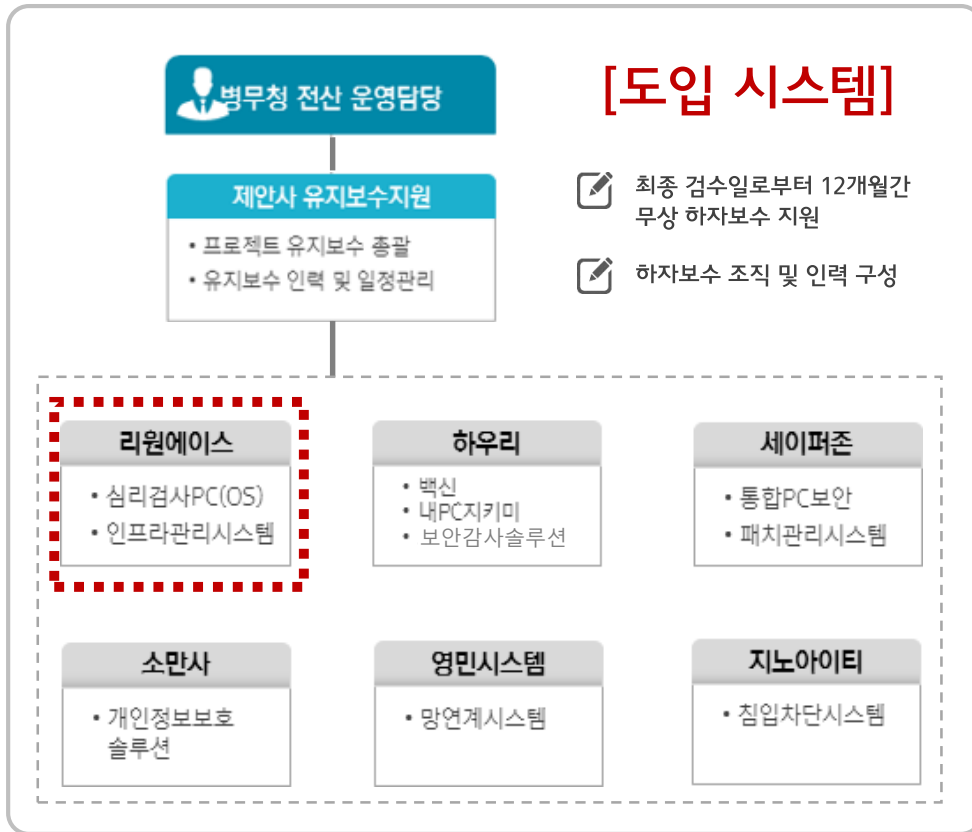 병무청 전산 운영담당
[도입 시스템]
제안사 유지보수지원
• 프로젝트 유지보수 총괄
• 유지보수 인력 및 일정관리
최종 검수일로부터 12개월간
무상 하자보수 지원
하자보수 조직 및 인력 구성
리원에이스
• 심리검사PC(OS)
• 인프라관리시스템
하우리
• 백신
• 내PC지키미
• 보안감사솔루션
세이퍼존
• 통합PC보안
• 패치관리시스템
소만사
• 개인정보보호
솔루션
영민시스템
• 망연계시스템
지노아이티
• 침입차단시스템